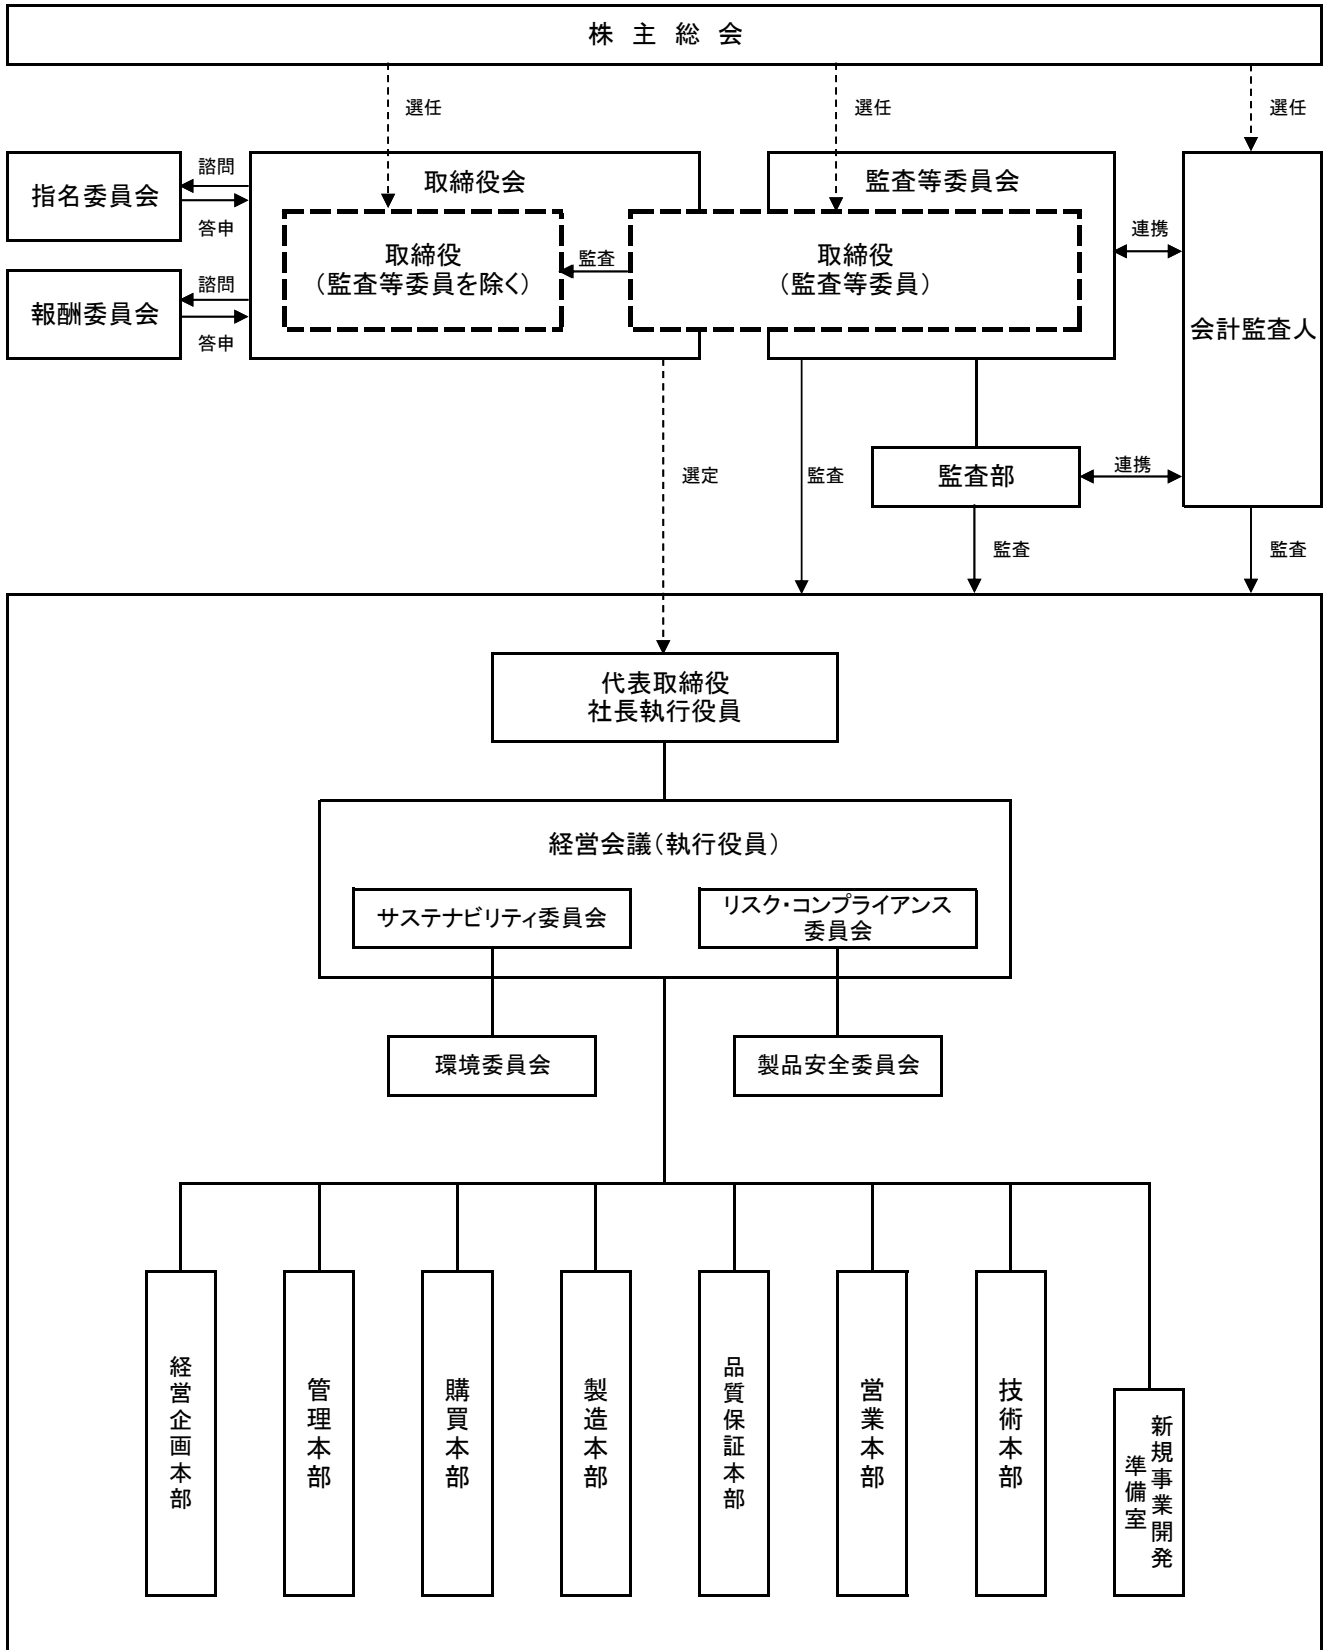 株 主 総 会
選任
選任
選任
指名委員会
諮問
答申
報酬委員会
諮問
答申
取締役会
取締役
（監査等委員を除く）
監査
監査等委員会
取締役
（監査等委員）
連携
会計監査人
選定
監査
監査部
連携
監査
監査
代表取締役
社長執行役員
経営会議（執行役員）
サステナビリティ委員会
リスク・コンプライアンス
委員会
環境委員会
製品安全委員会
経営企画本部
管理本部
購買本部
製造本部
品質保証本部
営業本部
技術本部
新規事業開発
準備室